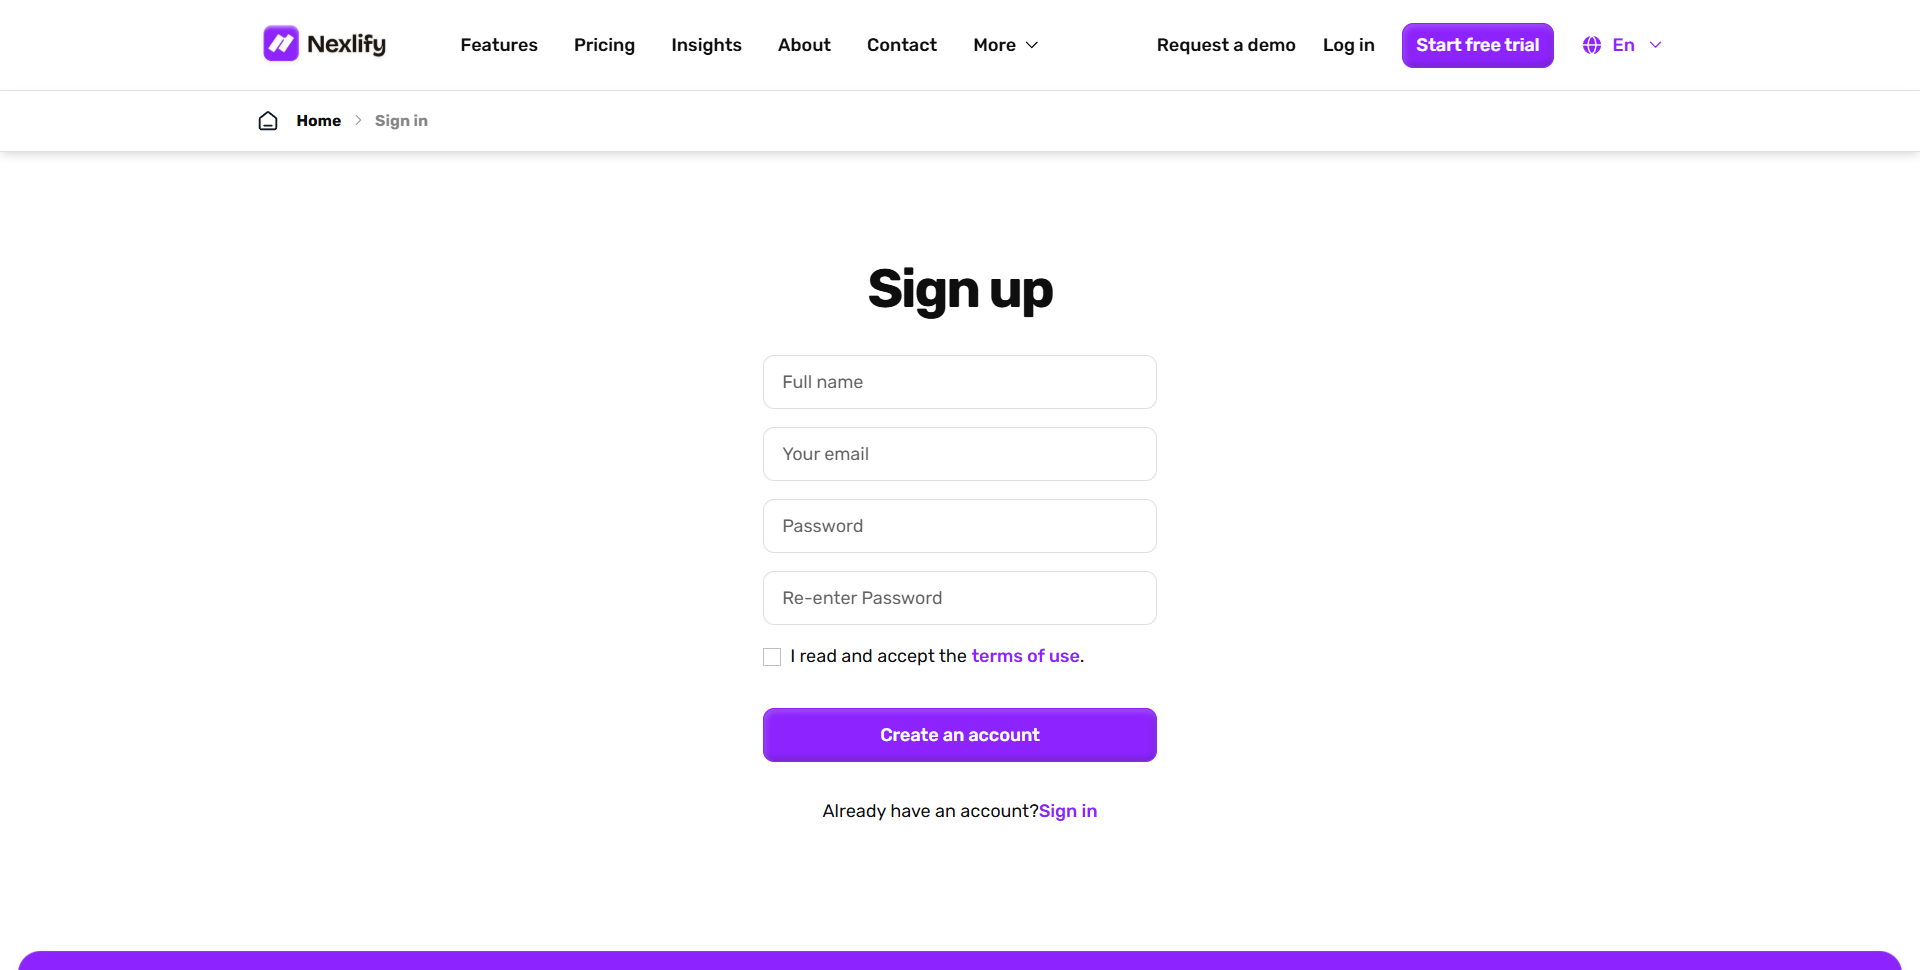 Nexlify Features Pricing Insights About Contact More Request a demo Log in Start free trial En
Home Sign in
Sign up
Full name
Your email
Password
Re-enter Password
I read and accept the terms of use.
Create an account
Already have an account?Sign in